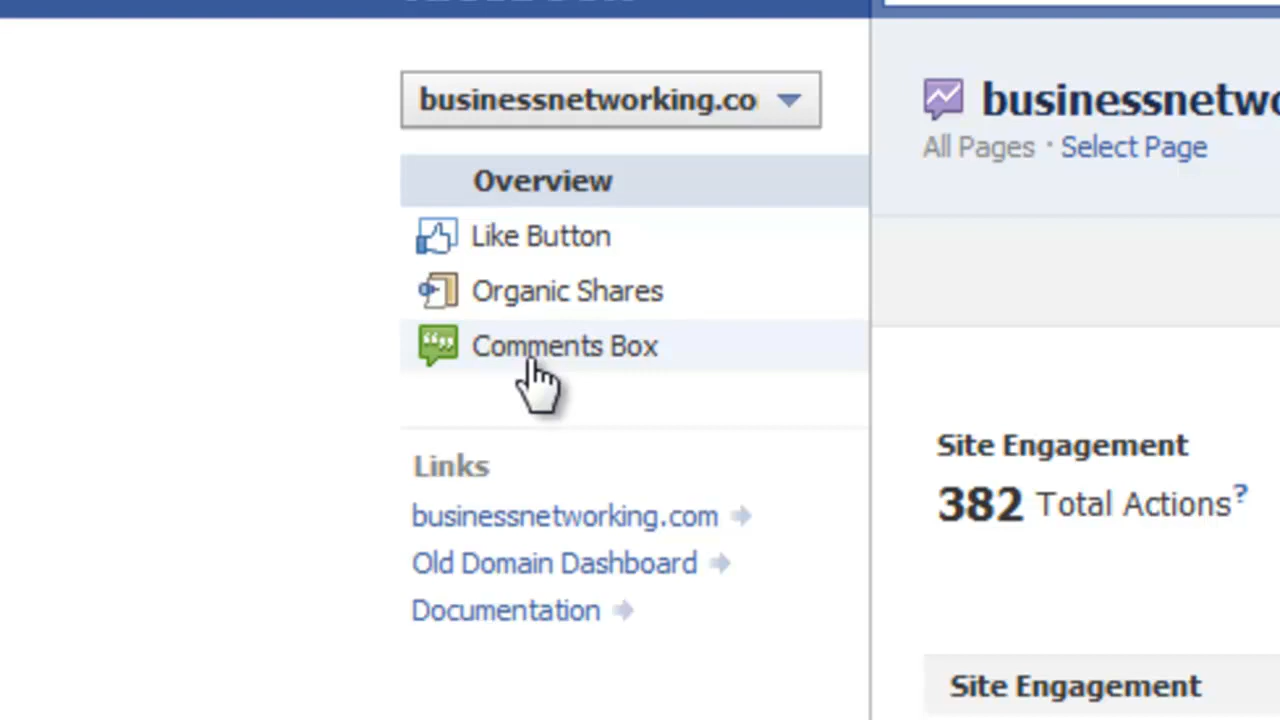 businessnetworking.co
Overview
Like Button
Organic Shares
Comments Box
Links
businessnetworking.com
Old Domain Dashboard
Documentation
businessnetwo
All Pages · Select Page
Site Engagement
382 Total Actions?
Site Engagement